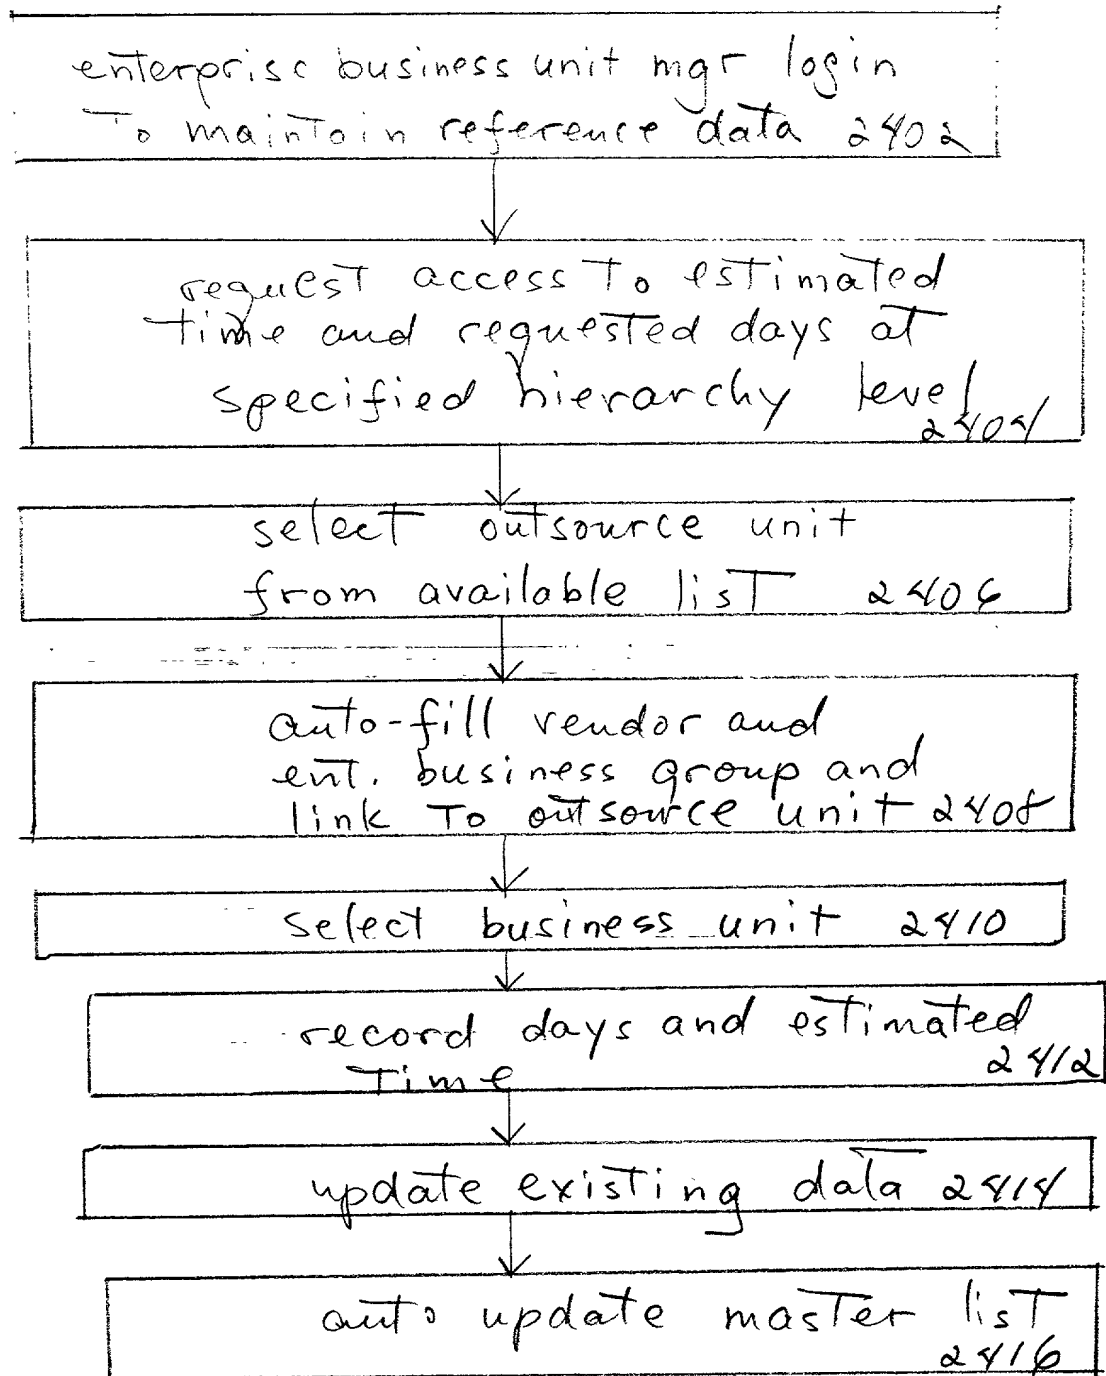 enterprise business unit mgr login
To maintain reference data 2402
request access To estimated
time and requested days at
specified hierarchy level
2404
select outsource unit
from available list 2406
auto-fill vendor and
ent. business group and
link To outsource unit 2408
select business unit 2410
record days and estimated
Time 2412
update existing data 2414
auto update master list
2416